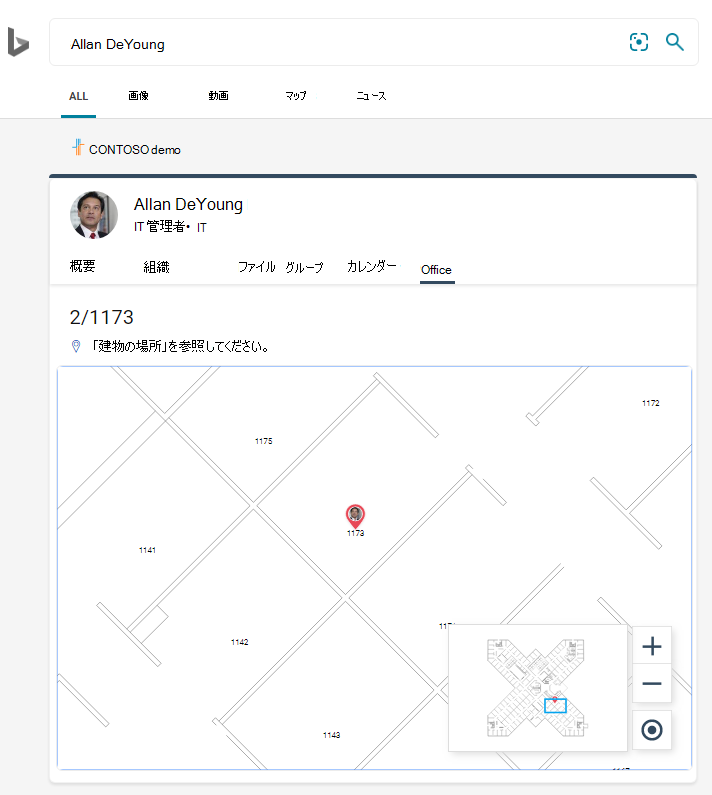 Allan DeYoung
ALL 画像 動画 マップ ニュース
CONTOSO demo
Allan DeYoung
IT 管理者・ IT
概要 組織 ファイル グループ カレンダー Office
2/1173
「建物の場所」を参照してください。
1172
1175
1173
1141
1142
1143